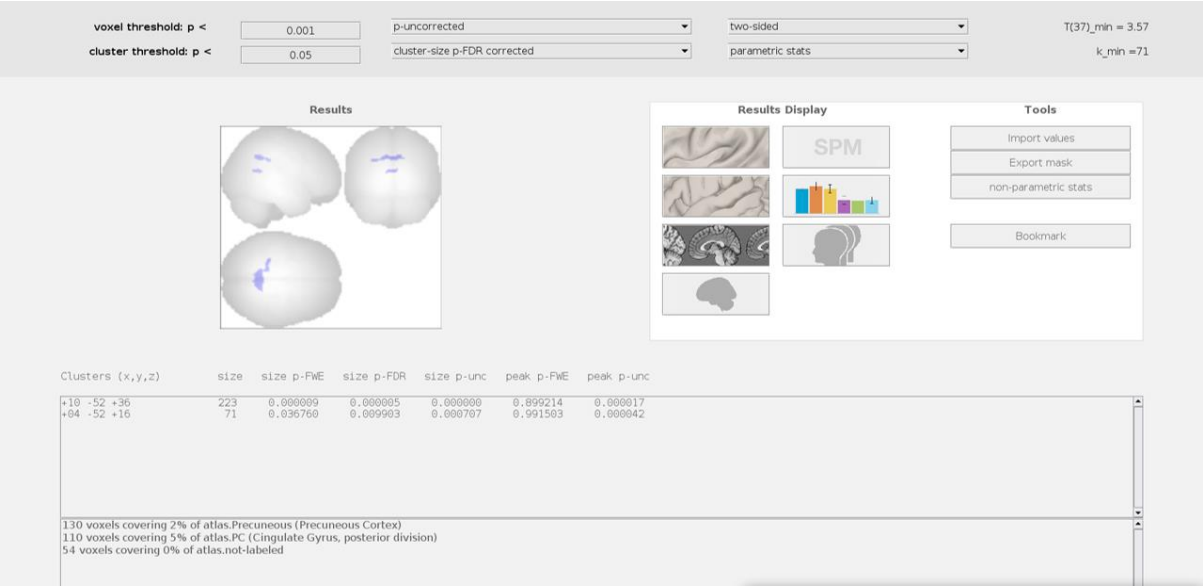 voxel threshold: p < 0.001 p-uncorrected two-sided T(37)_min = 3.57
cluster threshold: p < 0.05 cluster-size p-FDR corrected parametric stats k_min =71
Results
Results Display
Tools
SPM
Import values
Export mask
non-parametric stats
Bookmark
Clusters (x,y,z) size size p-FWE size p-FDR size p-unc peak p-FWE peak p-unc
+10 -52 +36 223 0.000009 0.000005 0.000000 0.899214 0.000017
+04 -52 +16 71 0.036760 0.009903 0.000707 0.991503 0.000042
130 voxels covering 2% of atlas.Precuneous (Precuneous Cortex)
110 voxels covering 5% of atlas.PC (Cingulate Gyrus, posterior division)
54 voxels covering 0% of atlas.not-labeled